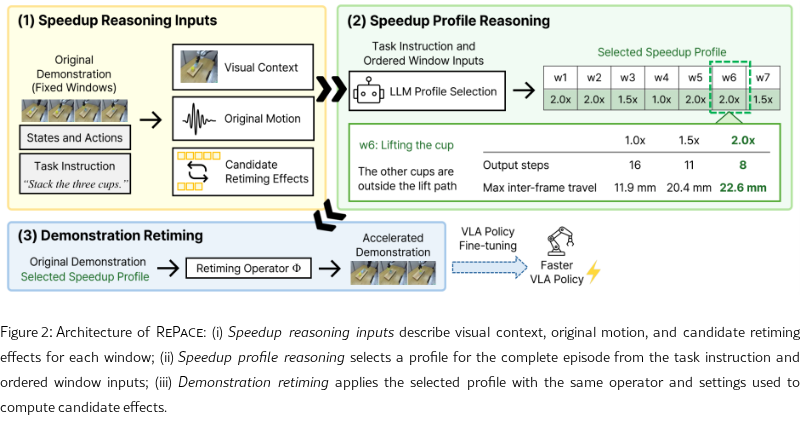 (1) Speedup Reasoning Inputs
Original
Demonstration
(Fixed Windows)
States and Actions
Task Instruction
“Stack the three cups.”
Visual Context
Original Motion
Candidate
Retiming Effects
(2) Speedup Profile Reasoning
Task Instruction and
Ordered Window Inputs
LLM Profile Selection
Selected Speedup Profile
w1 w2 w3 w4 w5 w6 w7
2.0x 2.0x 1.5x 1.0x 2.0x 2.0x 1.5x
w6: Lifting the cup
The other cups are
outside the lift path
1.0x 1.5x 2.0x
Output steps 16 11 8
Max inter-frame travel 11.9 mm 20.4 mm 22.6 mm
(3) Demonstration Retiming
Original Demonstration
Selected Speedup Profile
Retiming Operator Φ
Accelerated
Demonstration
VLA Policy
Fine-tuning
Faster
VLA Policy
Figure 2: Architecture of REPACE: (i) Speedup reasoning inputs describe visual context, original motion, and candidate retiming
effects for each window; (ii) Speedup profile reasoning selects a profile for the complete episode from the task instruction and
ordered window inputs; (iii) Demonstration retiming applies the selected profile with the same operator and settings used to
compute candidate effects.